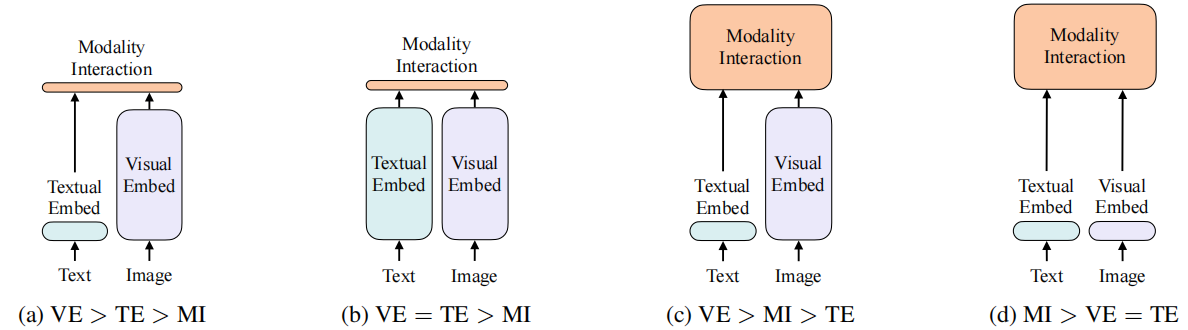 Modality
Interaction
Textual
Embed
Visual
Embed
Text
Image
(a) VE > TE > MI
Modality
Interaction
Textual
Embed
Visual
Embed
Text
Image
(b) VE = TE > MI
Modality
Interaction
Textual
Embed
Visual
Embed
Text
Image
(c) VE > MI > TE
Modality
Interaction
Textual
Embed
Visual
Embed
Text
Image
(d) MI > VE = TE